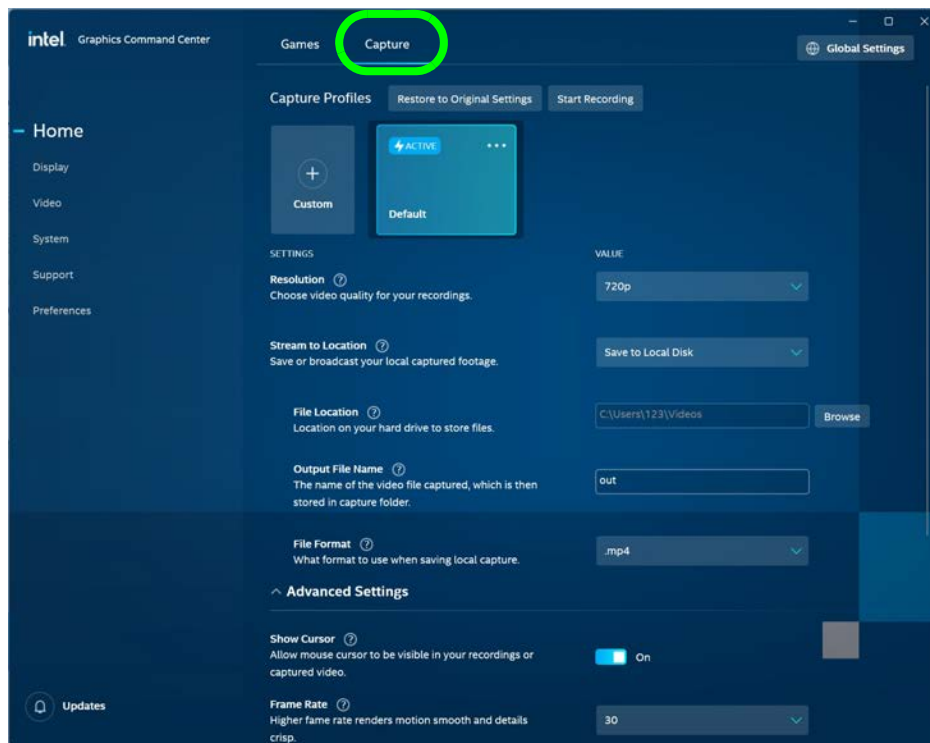 intel. Graphics Command Center
Games
Capture
Global Settings
Home
Display
Video
System
Support
Preferences
Updates
Capture Profiles
Restore to Original Settings
Start Recording
Custom
ACTIVE
Default
SETTINGS
VALUE
Resolution ?
Choose video quality for your recordings.
720p
Stream to Location ?
Save or broadcast your local captured footage.
Save to Local Disk
File Location ?
Location on your hard drive to store files.
C:\Users\123\Videos
Browse
Output File Name ?
The name of the video file captured, which is then
stored in capture folder.
out
File Format ?
What format to use when saving local capture.
.mp4
Advanced Settings
Show Cursor ?
Allow mouse cursor to be visible in your recordings or
captured video.
On
Frame Rate ?
Higher fame rate renders motion smooth and details
crisp.
30